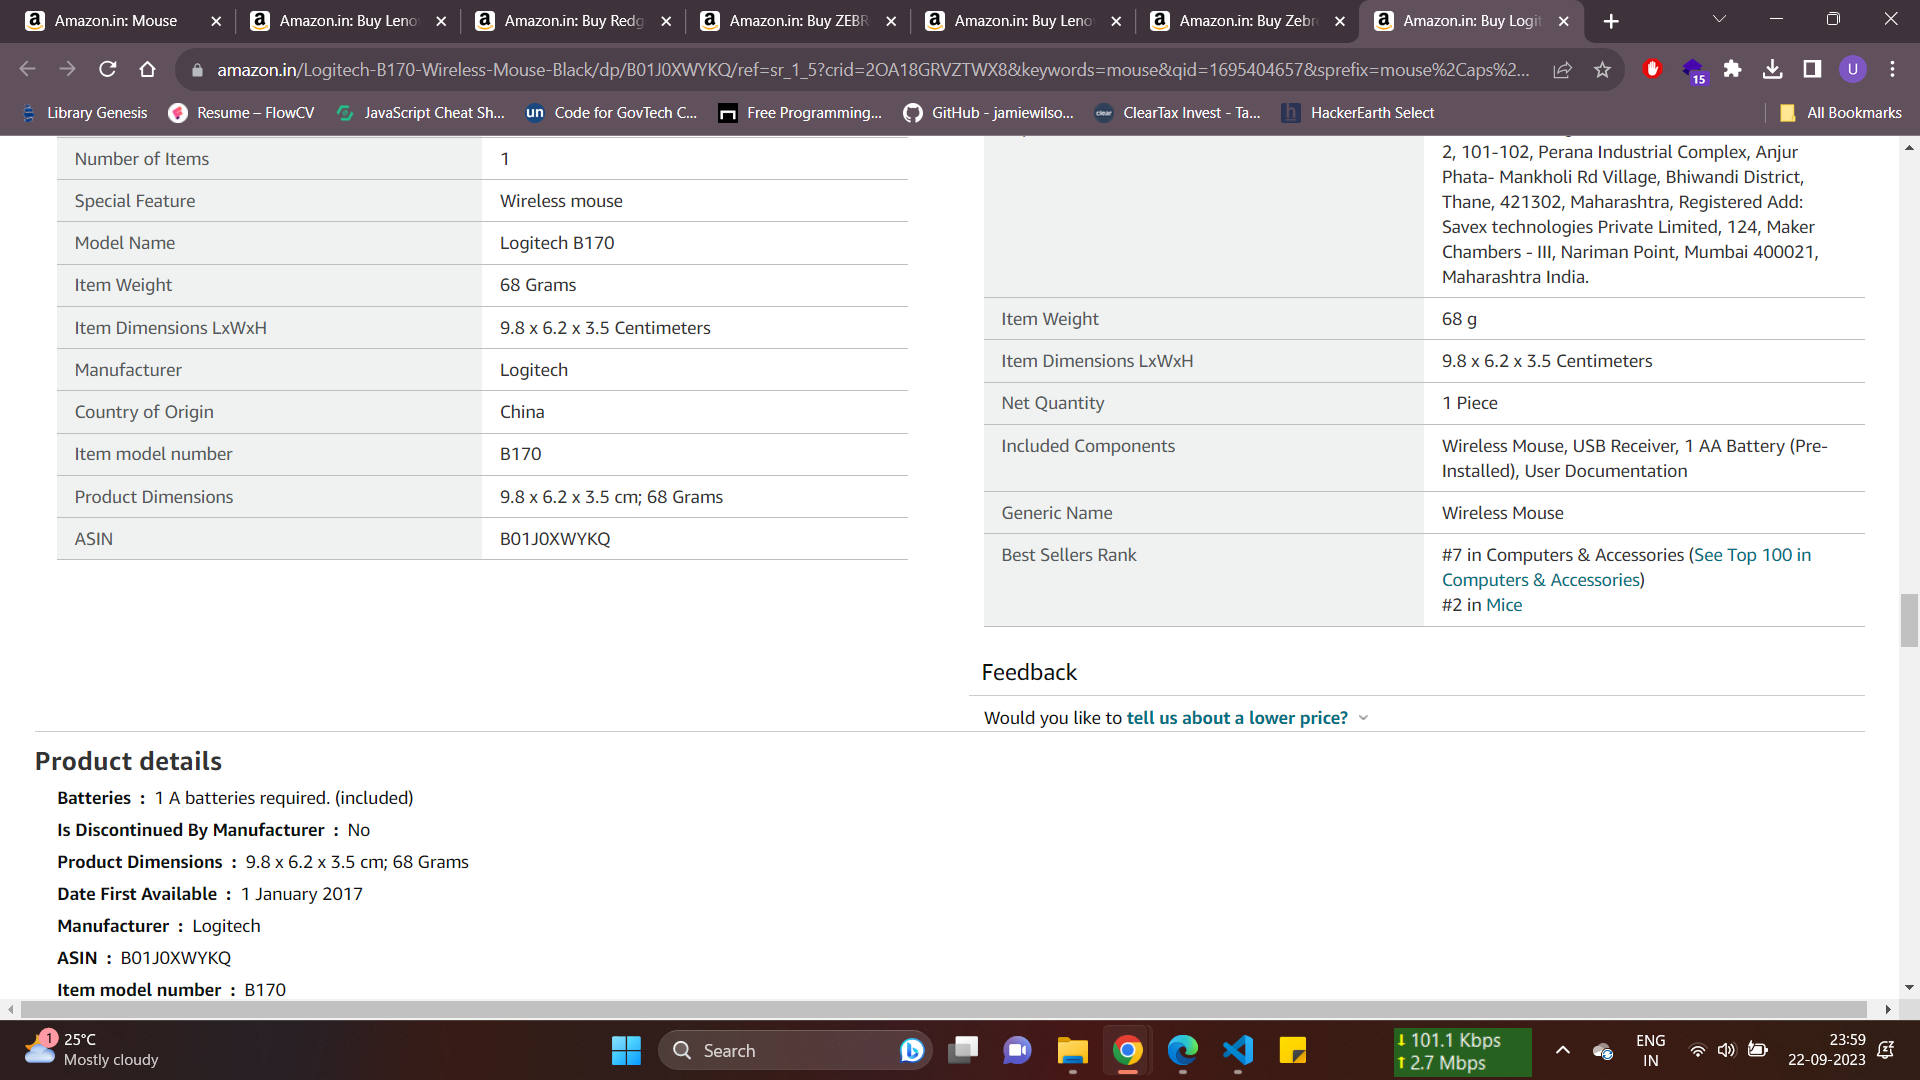 Amazon.in: Mouse
Amazon.in: Buy Leno
Amazon.in: Buy Redg
Amazon.in: Buy ZEBR
Amazon.in: Buy Leno
Amazon.in: Buy Zebr
Amazon.in: Buy Logit
amazon.in/Logitech-B170-Wireless-Mouse-Black/dp/B01J0XWYKQ/ref=sr_1_5?crid=2OA18GRVZTWX8&keywords=mouse&qid=1695404657&sprefix=mouse%2Caps%2...
15
U
Library Genesis
Resume – FlowCV
JavaScript Cheat Sh...
un
Code for GovTech C...
Free Programming...
GitHub - jamiewilso...
clear
ClearTax Invest - Ta...
h
HackerEarth Select
All Bookmarks
Number of Items 1
Special Feature Wireless mouse
Model Name Logitech B170
Item Weight 68 Grams
Item Dimensions LxWxH 9.8 x 6.2 x 3.5 Centimeters
Manufacturer Logitech
Country of Origin China
Item model number B170
Product Dimensions 9.8 x 6.2 x 3.5 cm; 68 Grams
ASIN B01J0XWYKQ
2, 101-102, Perana Industrial Complex, Anjur
Phata- Mankholi Rd Village, Bhiwandi District,
Thane, 421302, Maharashtra, Registered Add:
Savex technologies Private Limited, 124, Maker
Chambers - III, Nariman Point, Mumbai 400021,
Maharashtra India.
Item Weight 68 g
Item Dimensions LxWxH 9.8 x 6.2 x 3.5 Centimeters
Net Quantity 1 Piece
Included Components Wireless Mouse, USB Receiver, 1 AA Battery (Pre-
Installed), User Documentation
Generic Name Wireless Mouse
Best Sellers Rank #7 in Computers & Accessories (See Top 100 in
Computers & Accessories)
#2 in Mice
Feedback
Would you like to tell us about a lower price?
Product details
Batteries : 1 A batteries required. (included)
Is Discontinued By Manufacturer : No
Product Dimensions : 9.8 x 6.2 x 3.5 cm; 68 Grams
Date First Available : 1 January 2017
Manufacturer : Logitech
ASIN : B01J0XWYKQ
Item model number : B170
1
25°C
Mostly cloudy
Search
101.1 Kbps
2.7 Mbps
ENG
IN
23:59
22-09-2023